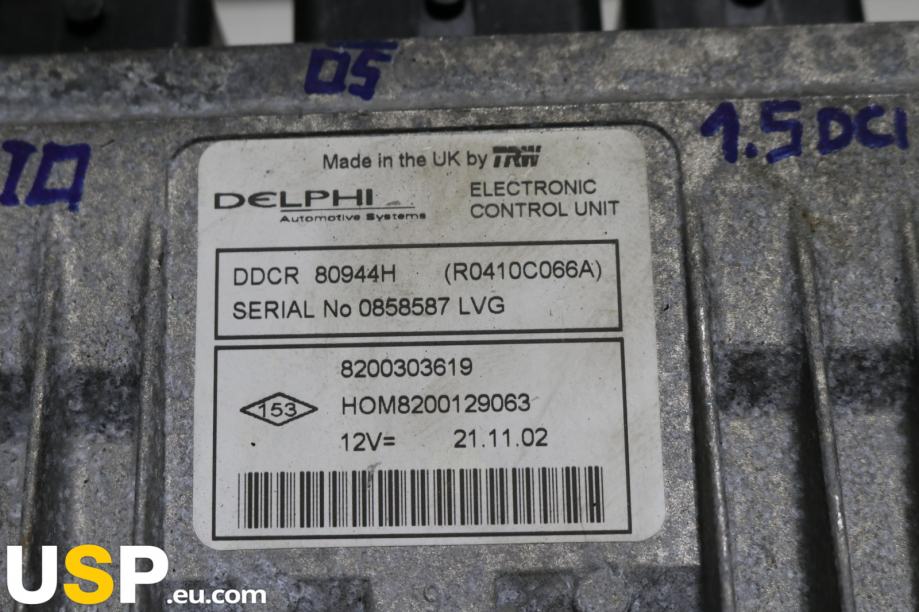 05
IO
1.5 DCI
Made in the UK by TRW
DELPHI
Automotive Systems
ELECTRONIC
CONTROL UNIT
DDCR 80944H (R0410C066A)
SERIAL No 0858587 LVG
8200303619
153
HOM8200129063
12V= 21.11.02
USP.eu.com